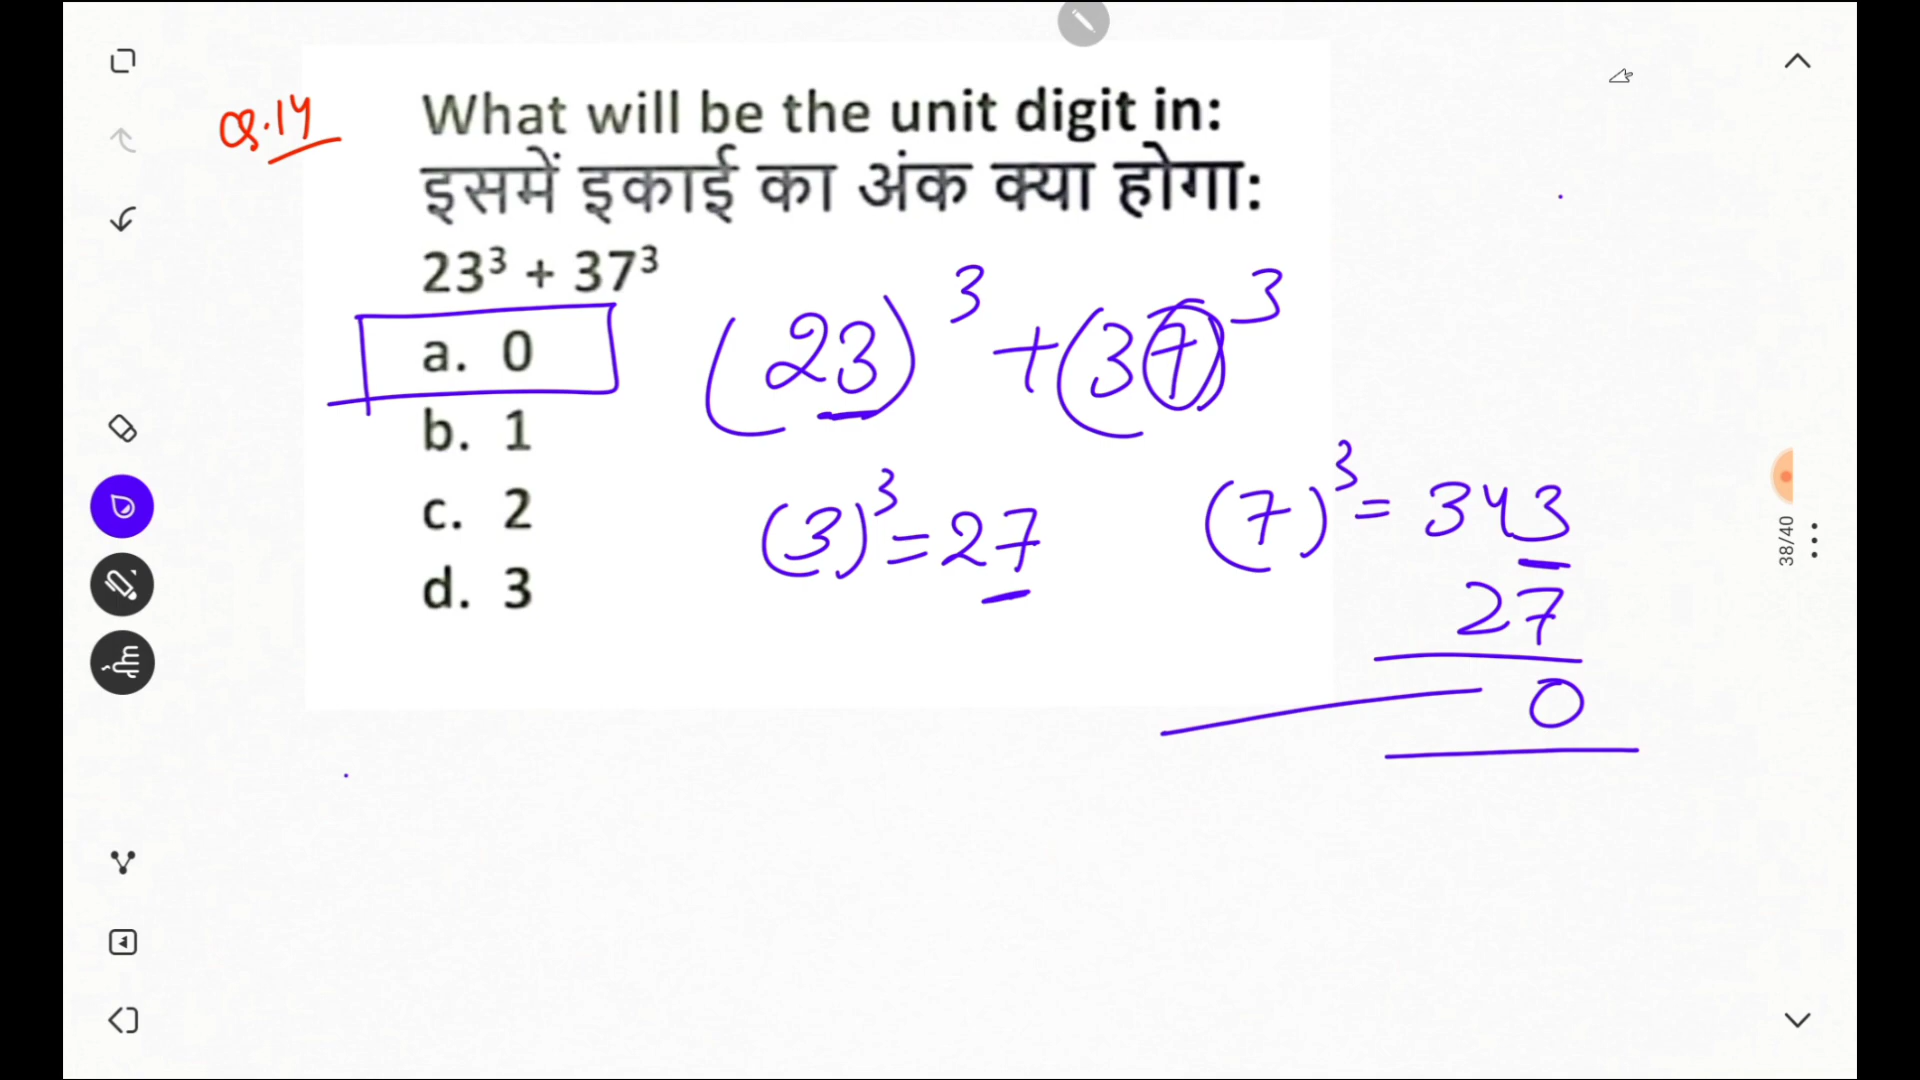 Q.14
What will be the unit digit in:
इसमें इकाई का अंक क्या होगा:
23³ + 37³
a. 0
b. 1
c. 2
d. 3
(23)³ + (37)³
(3)³ = 27
(7)³ = 343
27
0
38/40